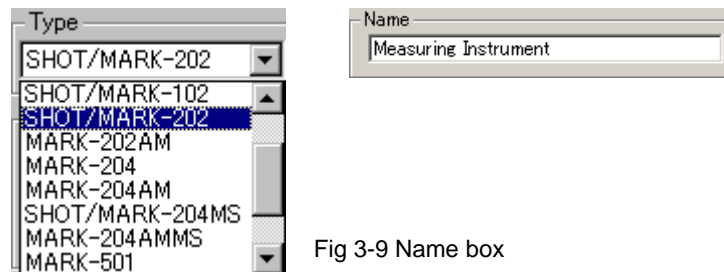 Type
SHOT/MARK-202
SHOT/MARK-102
SHOT/MARK-202
MARK-202AM
MARK-204
MARK-204AM
SHOT/MARK-204MS
MARK-204AMMS
MARK-501
Name
Measuring Instrument
Fig 3-9 Name box